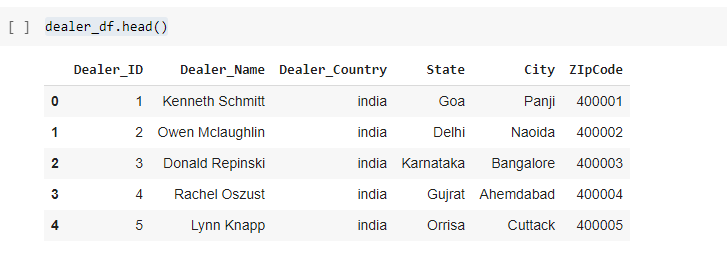 [ ] dealer_df.head()
Dealer_ID Dealer_Name Dealer_Country State City ZIpCode
0 1 Kenneth Schmitt india Goa Panji 400001
1 2 Owen Mclaughlin india Delhi Naoida 400002
2 3 Donald Repinski india Karnataka Bangalore 400003
3 4 Rachel Oszust india Gujrat Ahemdabad 400004
4 5 Lynn Knapp india Orrisa Cuttack 400005